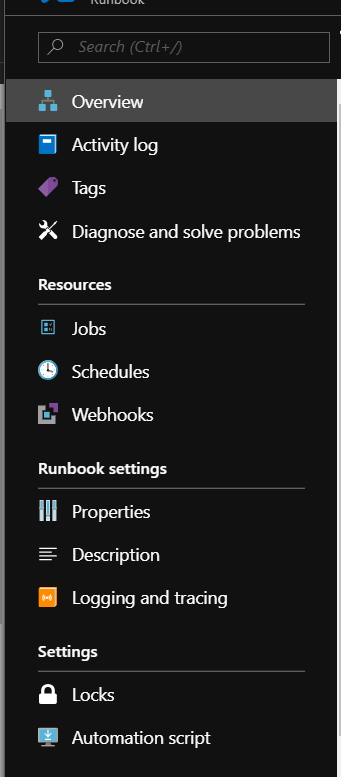 Runbook
Search (Ctrl+/)
Overview
Activity log
Tags
Diagnose and solve problems
Resources
Jobs
Schedules
Webhooks
Runbook settings
Properties
Description
Logging and tracing
Settings
Locks
Automation script